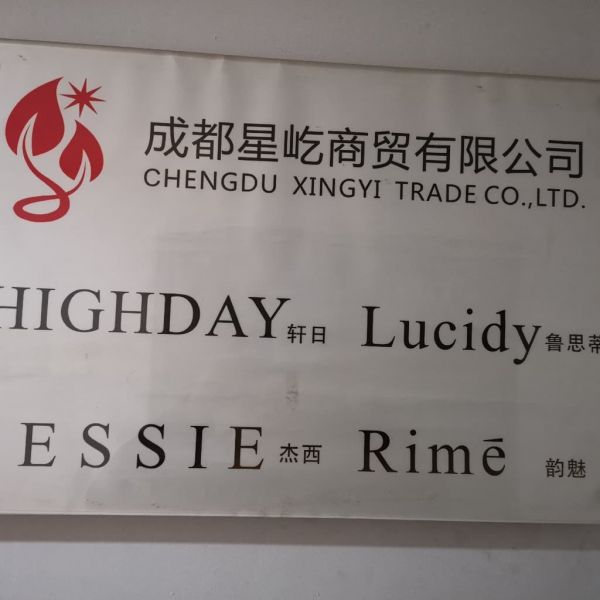 成都星屹商贸有限公司
CHENGDU XINGYI TRADE CO.,LTD.
HIGHDAY 轩日 Lucidy 鲁思蒂
ESSIE 杰西 Rimē 韵魅